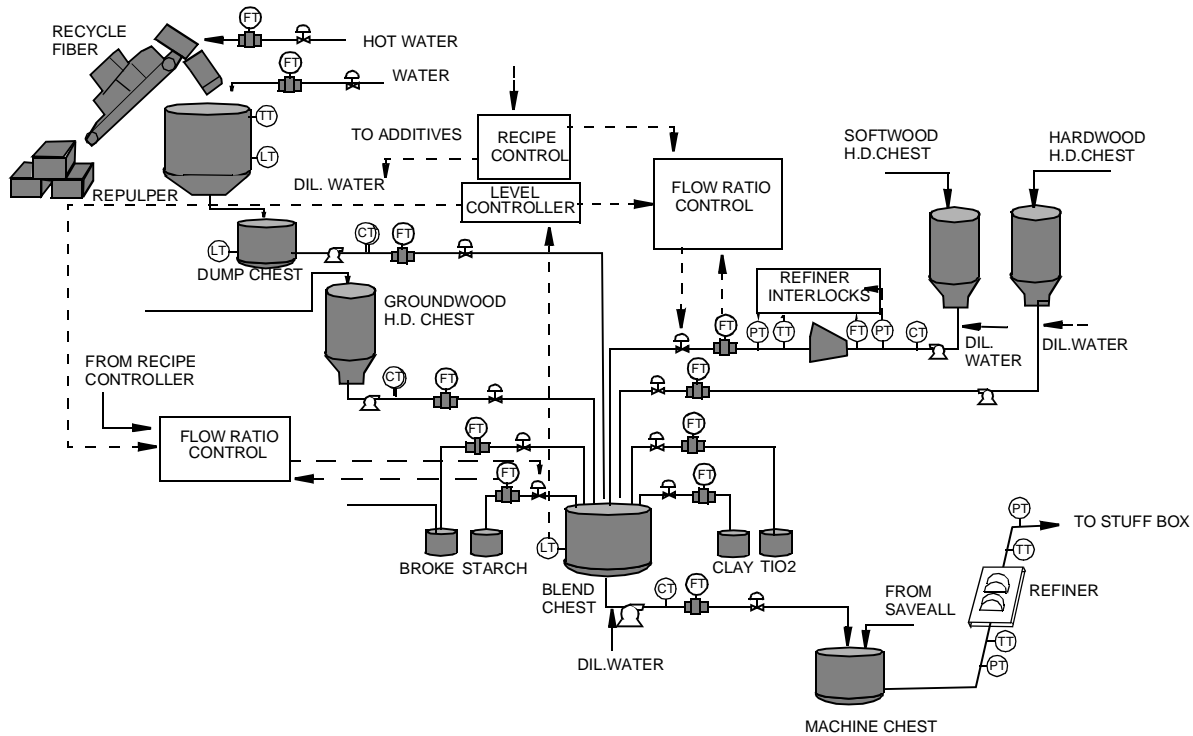 RECYCLE
FIBER
FT
HOT WATER
FT
WATER
TT
LT
REPULPER
TO ADDITIVES
DIL. WATER
RECIPE
CONTROL
LEVEL
CONTROLLER
FLOW RATIO
CONTROL
SOFTWOOD
H.D.CHEST
HARDWOOD
H.D.CHEST
LT
DUMP CHEST
CT
FT
GROUNDWOOD
H.D. CHEST
REFINER
INTERLOCKS
FT
PT
TT
FT
PT
CT
DIL.
WATER
DIL.WATER
FROM RECIPE
CONTROLLER
CT
FT
FT
FLOW RATIO
CONTROL
FT
FT
FT
FT
BROKE
STARCH
LT
BLEND
CHEST
CLAY
TIO2
PT
TO STUFF BOX
TT
REFINER
CT
FT
FROM
SAVEALL
DIL.WATER
TT
PT
MACHINE CHEST